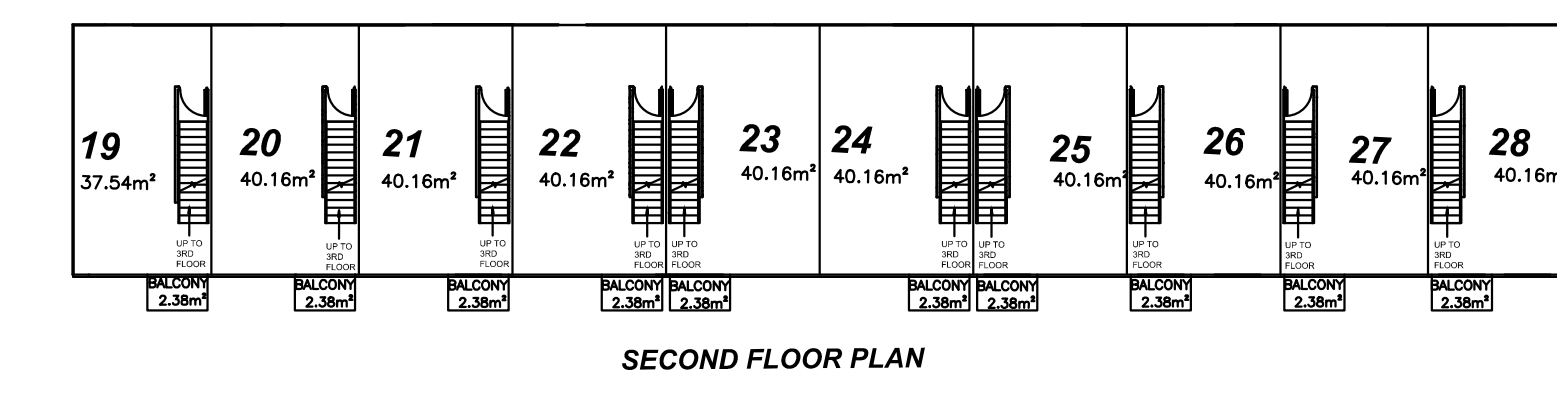 19
37.54m²
20
40.16m²
21
40.16m²
22
40.16m²
23
40.16m²
24
40.16m²
25
40.16m²
26
40.16m²
27
40.16m²
28
40.16m
UP TO
3RD
FLOOR
UP TO
3RD
FLOOR
UP TO
3RD
FLOOR
UP TO
3RD
FLOOR
UP TO
3RD
FLOOR
UP TO
3RD
FLOOR
UP TO
3RD
FLOOR
UP TO
3RD
FLOOR
UP TO
3RD
FLOOR
UP TO
3RD
FLOOR
BALCONY
2.38m²
BALCONY
2.38m²
BALCONY
2.38m²
BALCONY
2.38m²
BALCONY
2.38m²
BALCONY
2.38m²
BALCONY
2.38m²
BALCONY
2.38m²
BALCONY
2.38m²
BALCONY
2.38m²
SECOND FLOOR PLAN